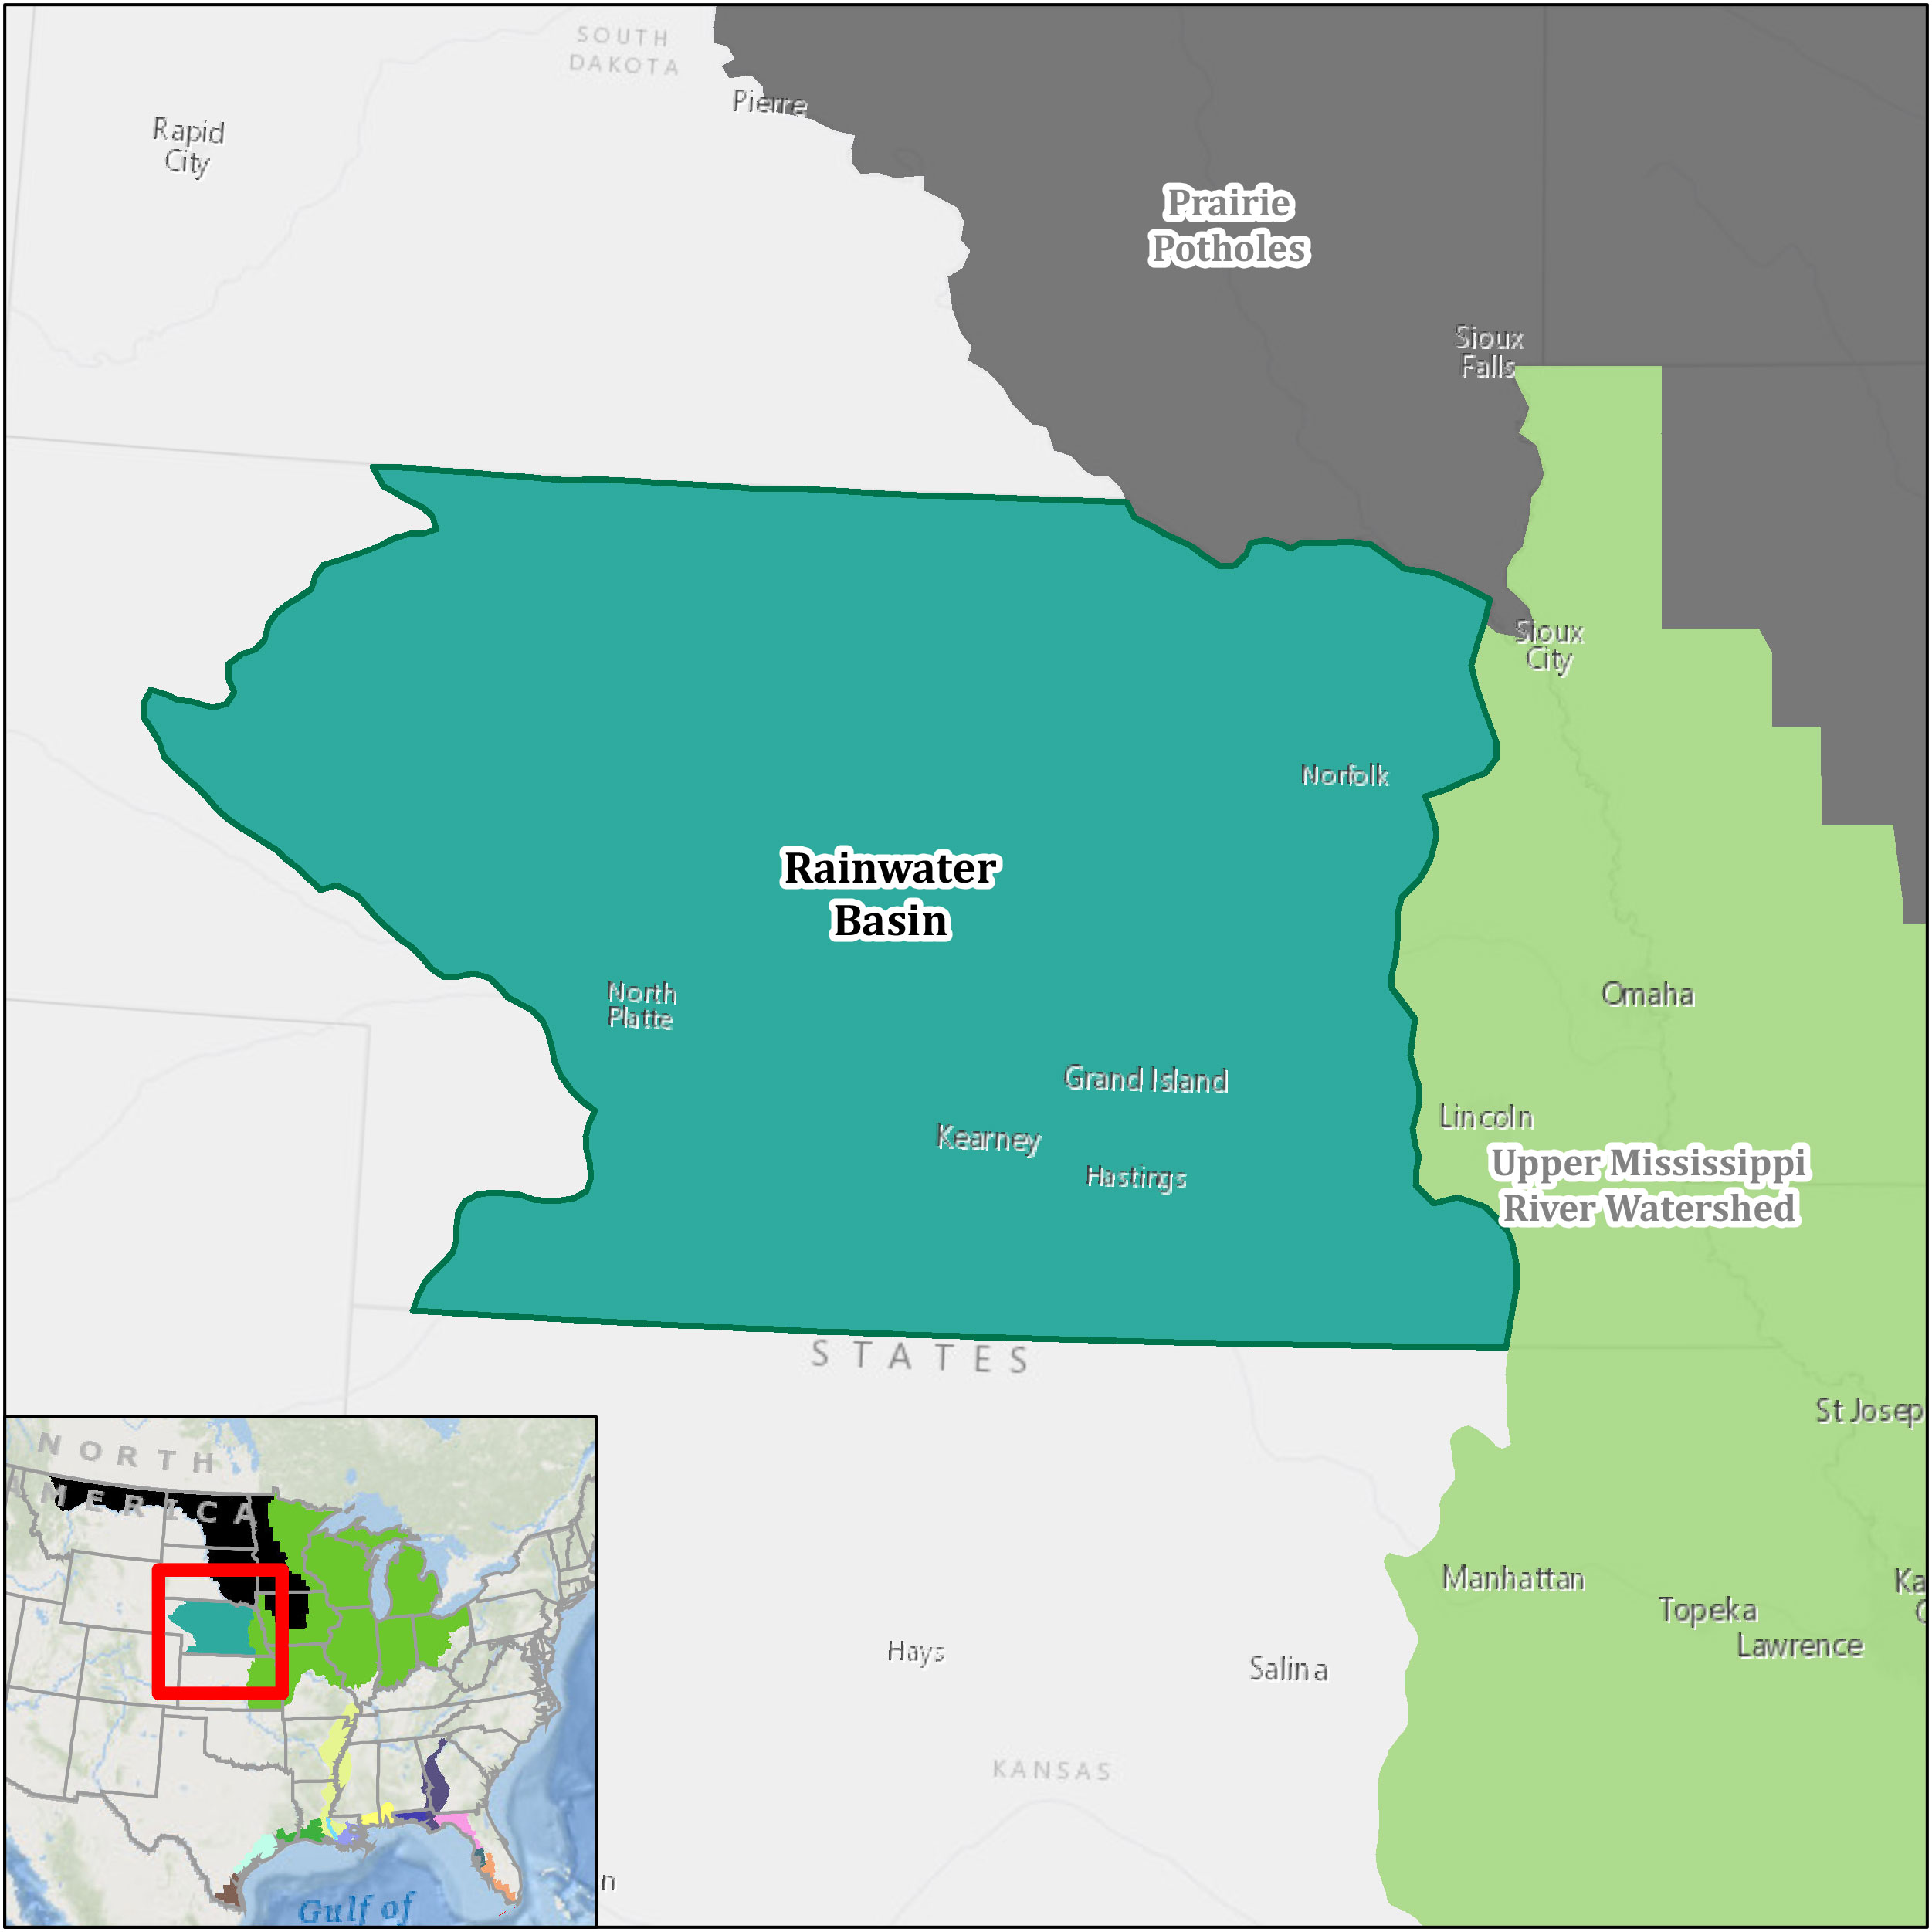 SOUTH
DAKOTA
Pierre
Rapid
City
Prairie
Potholes
Sioux
Falls
Sioux
City
Norfolk
Rainwater
Basin
North
Platte
Omaha
Grand Island
Lincoln
Kearney
Hastings
Upper Mississippi
River Watershed
STATES
St Josep
NORTH
AMERICA
Manhattan
Ka
Topeka
Lawrence
Hays
Salina
KANSAS
n
Gulf of